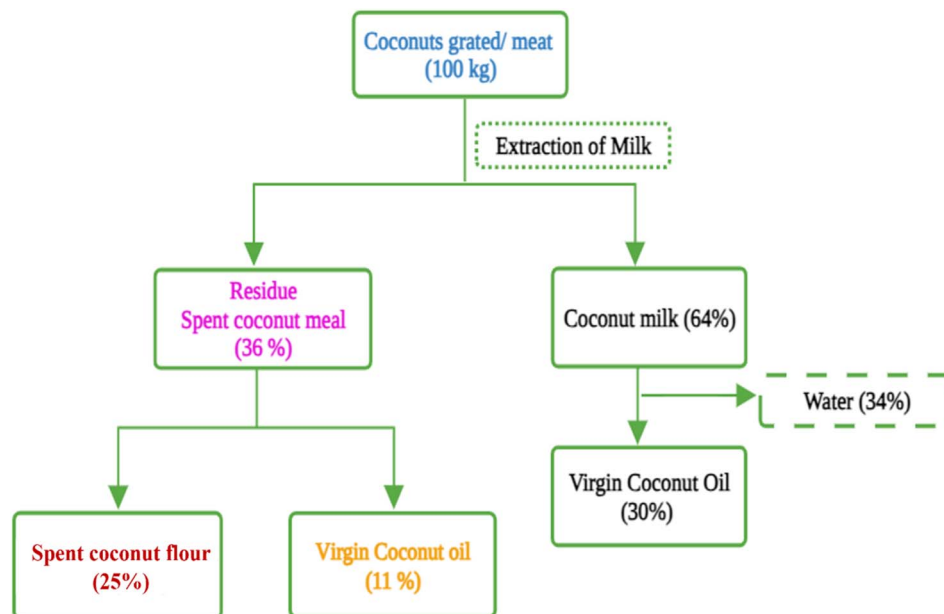 Coconuts grated/ meat
(100 kg)
Extraction of Milk
Residue
Spent coconut meal
(36 %)
Coconut milk (64%)
Water (34%)
Virgin Coconut Oil
(30%)
Spent coconut flour
(25%)
Virgin Coconut oil
(11 %)